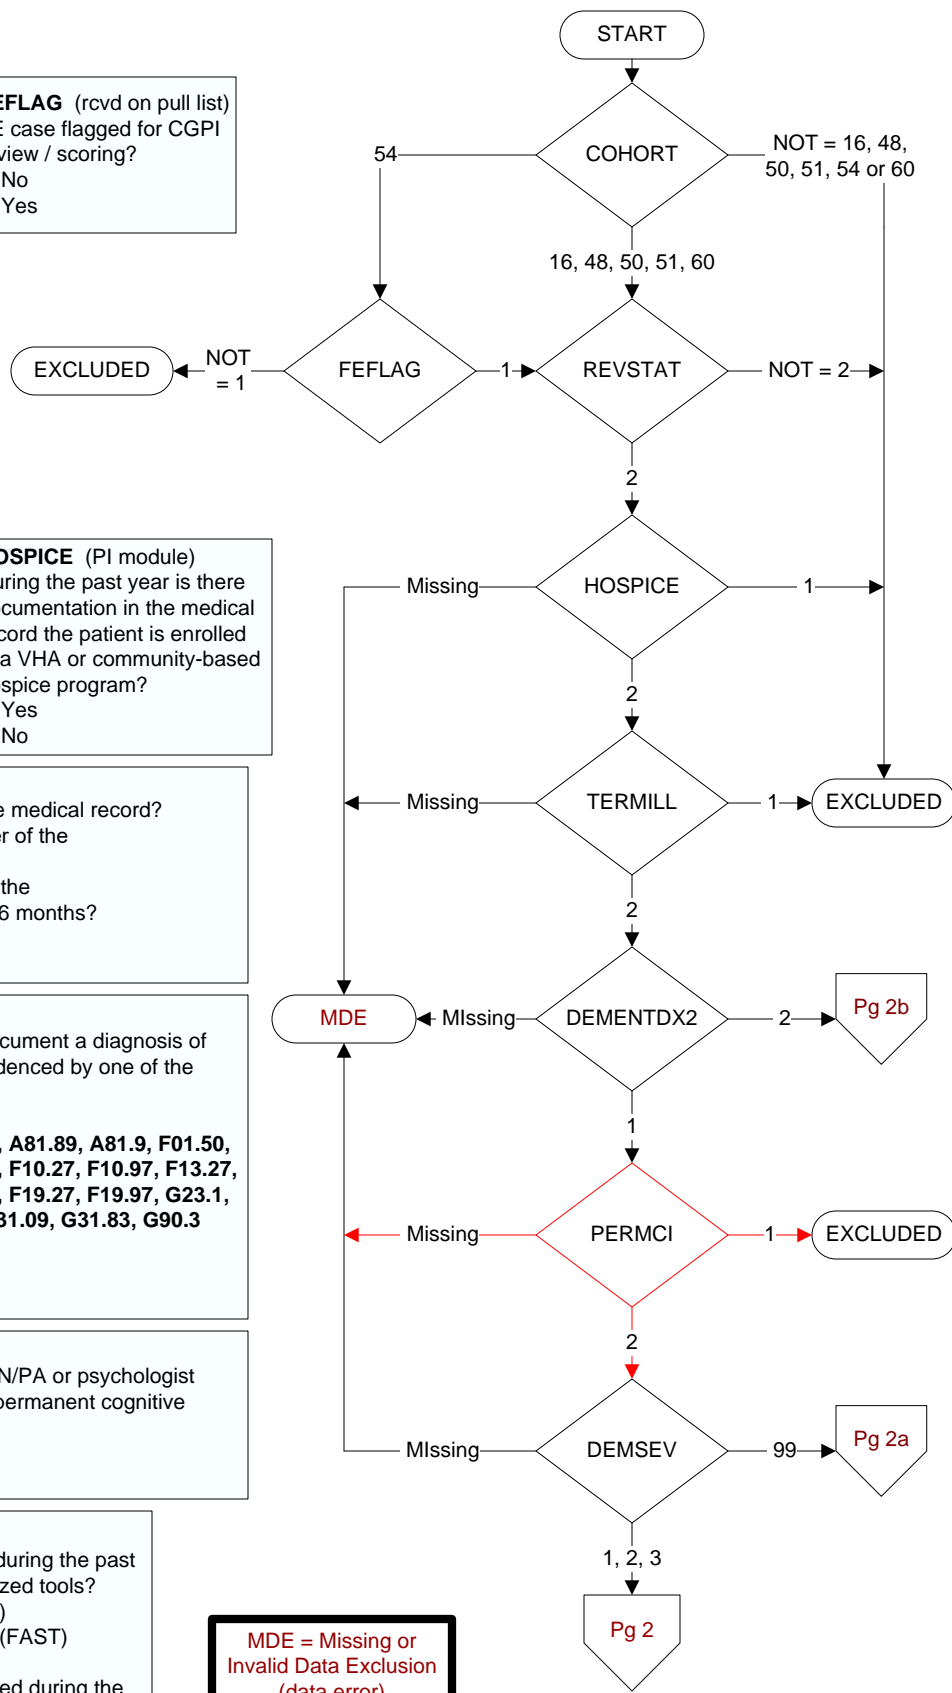 START
EFLAG (rcvd on pull list)
E case flagged for CGPI
view / scoring?
No
Yes
COHORT
54
NOT = 16, 48,
50, 51, 54 or 60
16, 48, 50, 51, 60
EXCLUDED
NOT
= 1
FEFLAG
1
REVSTAT
NOT = 2
2
OSPICE (PI module)
uring the past year is there
ocumentation in the medical
cord the patient is enrolled
a VHA or community-based
spice program?
Yes
No
Missing
HOSPICE
1
2
e medical record?
er of the
the
6 months?
Missing
TERMILL
1
EXCLUDED
2
MDE
MIssing
DEMENTDX2
2
Pg 2b
1
cument a diagnosis of
denced by one of the
, A81.89, A81.9, F01.50,
, F10.27, F10.97, F13.27,
, F19.27, F19.97, G23.1,
31.09, G31.83, G90.3
Missing
PERMCI
1
EXCLUDED
2
N/PA or psychologist
permanent cognitive
MIssing
DEMSEV
99
Pg 2a
1, 2, 3
Pg 2
during the past
zed tools?
)
(FAST)
ed during the
MDE = Missing or
Invalid Data Exclusion
(data error)